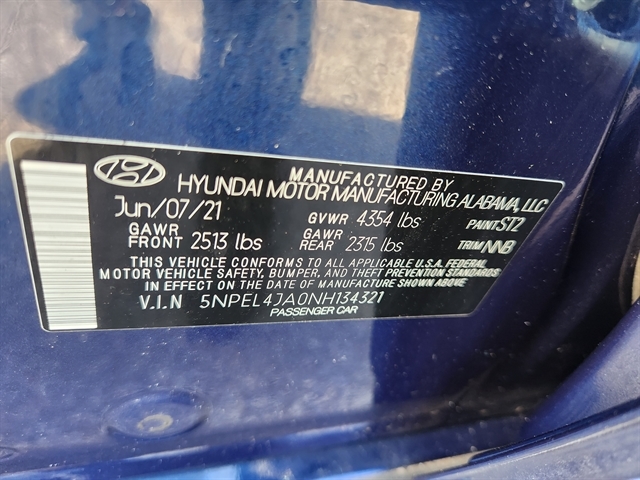 MANUFACTURED BY
HYUNDAI MOTOR MANUFACTURING ALABAMA, LLC
Jun/07/21 GVWR 4354 lbs PAINT ST2
GAWR FRONT 2513 lbs GAWR REAR 2315 lbs TRIM NNB
THIS VEHICLE CONFORMS TO ALL APPLICABLE U.S.A. FEDERAL
MOTOR VEHICLE SAFETY, BUMPER, AND THEFT PREVENTION STANDARDS
IN EFFECT ON THE DATE OF MANUFACTURE SHOWN ABOVE.
V.I.N 5NPEL4JA0NH134321
PASSENGER CAR